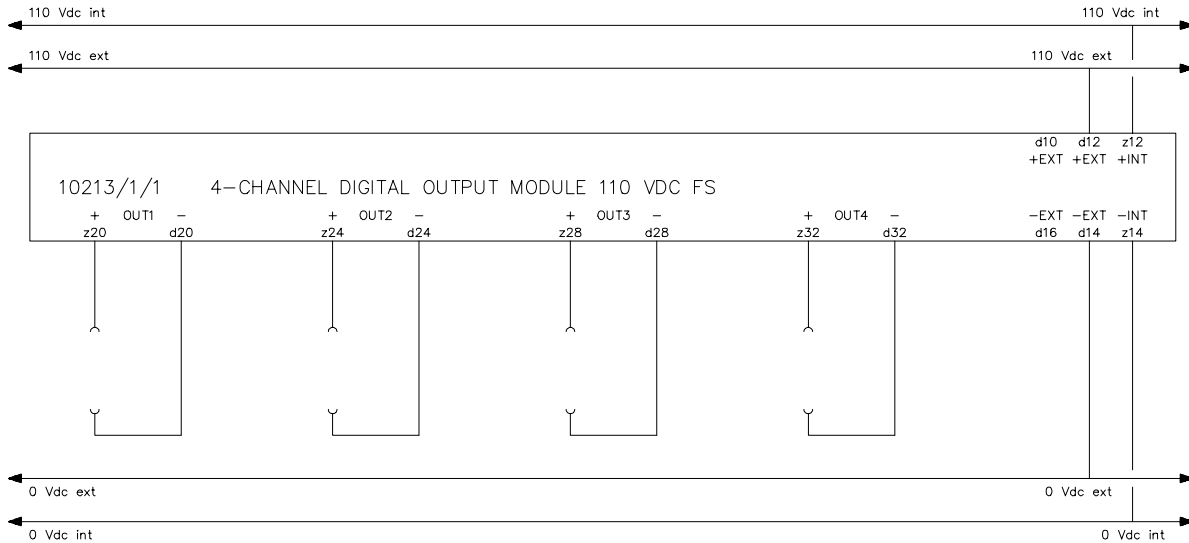 110 Vdc int 110 Vdc int
110 Vdc ext 110 Vdc ext
d10 d12 z12
+EXT +EXT +INT
10213/1/1 4-CHANNEL DIGITAL OUTPUT MODULE 110 VDC FS
+ OUT1 - + OUT2 - + OUT3 - + OUT4 - -EXT -EXT -INT
z20 d20 z24 d24 z28 d28 z32 d32 d16 d14 z14
0 Vdc ext 0 Vdc ext
0 Vdc int 0 Vdc int